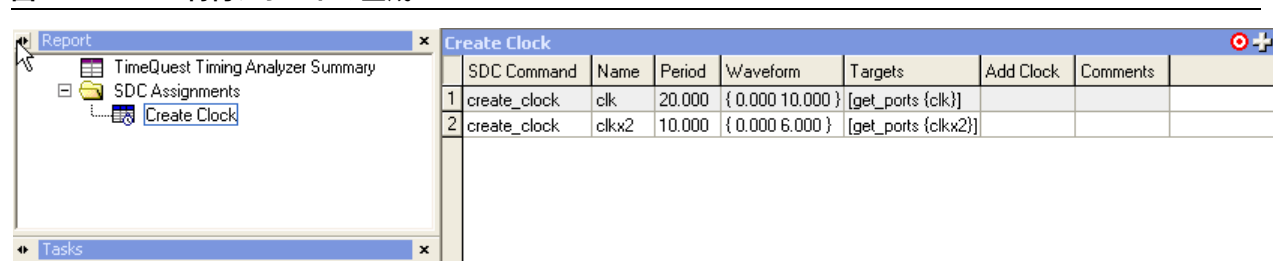 Report
TimeQuest Timing Analyzer Summary
SDC Assignments
Create Clock
Tasks
Create Clock
SDC Command Name Period Waveform Targets Add Clock Comments
1 create_clock clk 20.000 { 0.000 10.000 } [get_ports {clk}]
2 create_clock clkx2 10.000 { 0.000 6.000 } [get_ports {clkx2}]